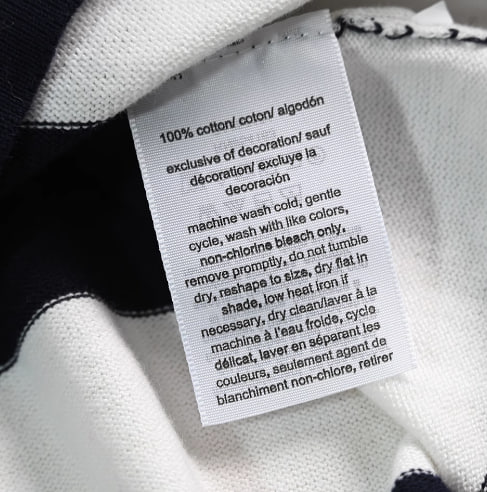 100% cotton/ coton/ algodón
exclusive of decoration/ sauf
décoration/ excluye la
decoración
machine wash cold, gentle
cycle, wash with like colors,
non-chlorine bleach only.
remove promptly, do not tumble
dry, reshape to size, dry flat in
shade, low heat iron if
necessary, dry clean/laver à la
machine à l'eau froide, cycle
délicat, laver en séparant les
couleurs, seulement agent de
blanchiment non-chlore, retirer